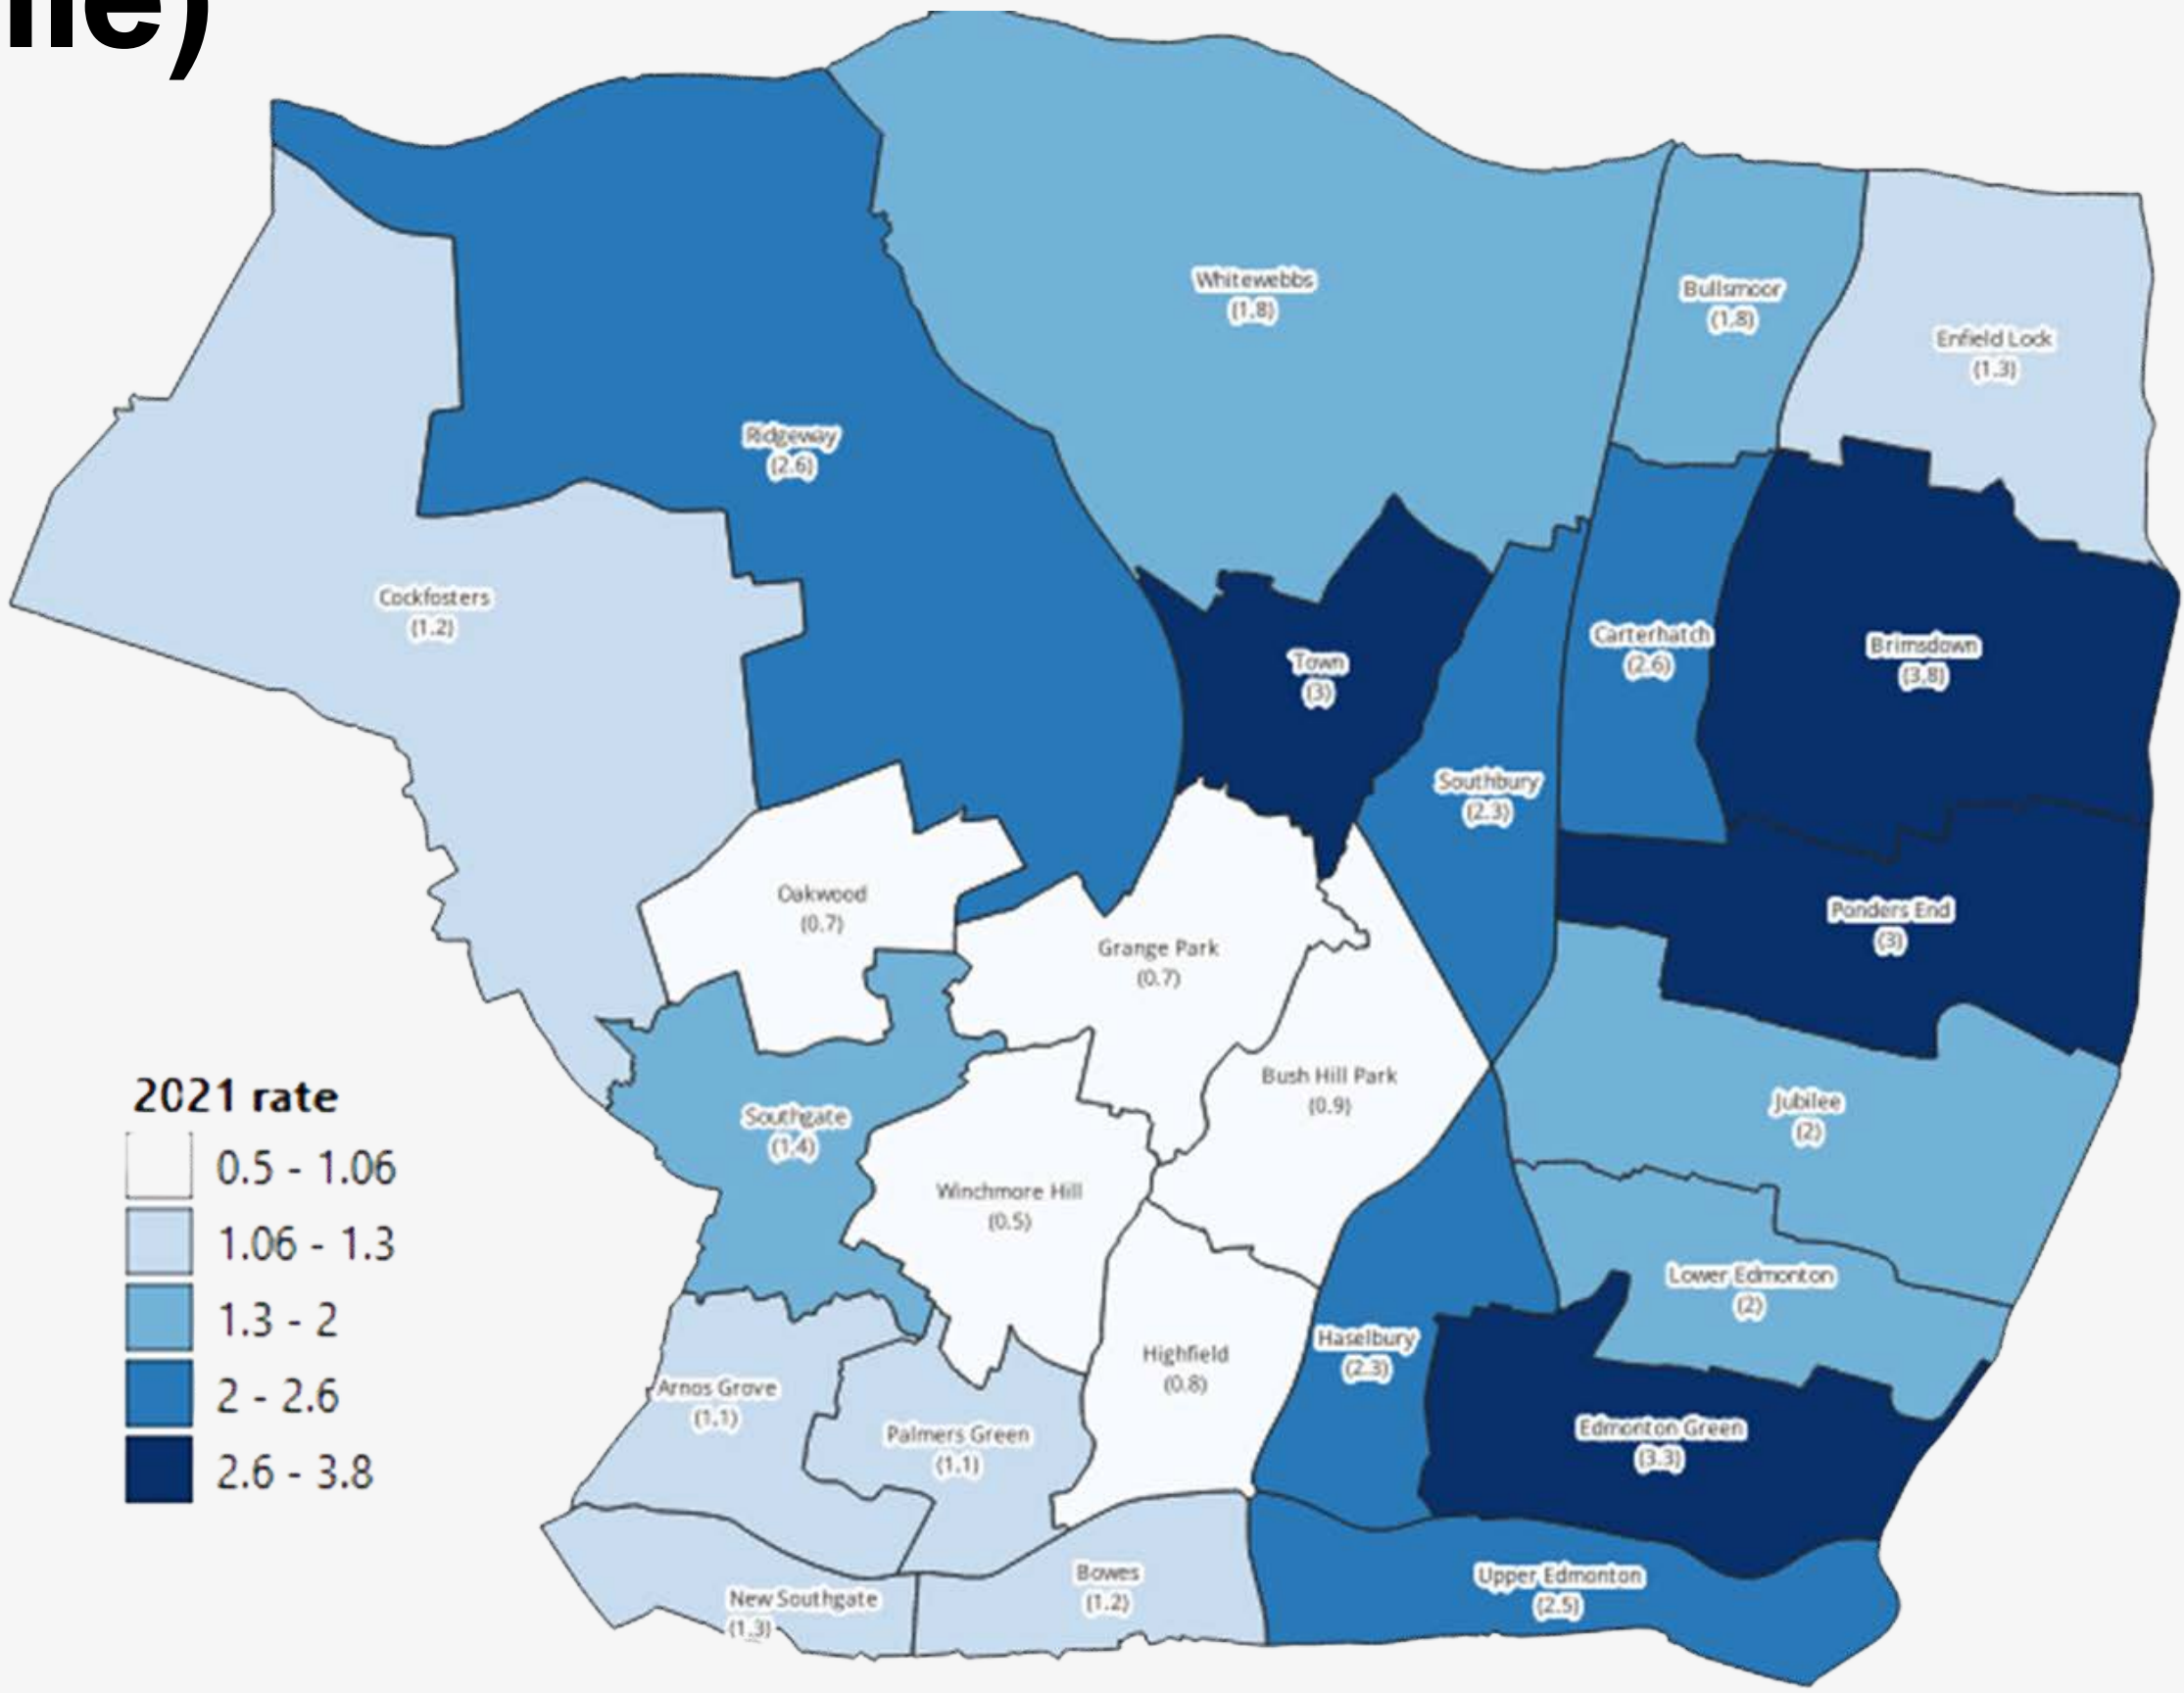 Whitewebbs
(1.8)
Bullsmoor
(1.8)
Enfield Lock
(1.3)
Ridgeway
(2.6)
Cockfosters
(1.2)
Town
(3)
Carterhatch
(2.6)
Brimsdown
(3.8)
Southbury
(2.3)
Oakwood
(0.7)
Ponders End
(3)
Grange Park
(0.7)
Bush Hill Park
(0.9)
Southgate
(1.4)
Jubilee
(2)
Winchmore Hill
(0.5)
Lower Edmonton
(2)
Haselbury
(2.3)
Highfield
(0.8)
Arnos Grove
(1.1)
Palmers Green
(1.1)
Edmonton Green
(3.3)
New Southgate
(1.3)
Bowes
(1.2)
Upper Edmonton
(2.5)
2021 rate
0.5 - 1.06
1.06 - 1.3
1.3 - 2
2 - 2.6
2.6 - 3.8